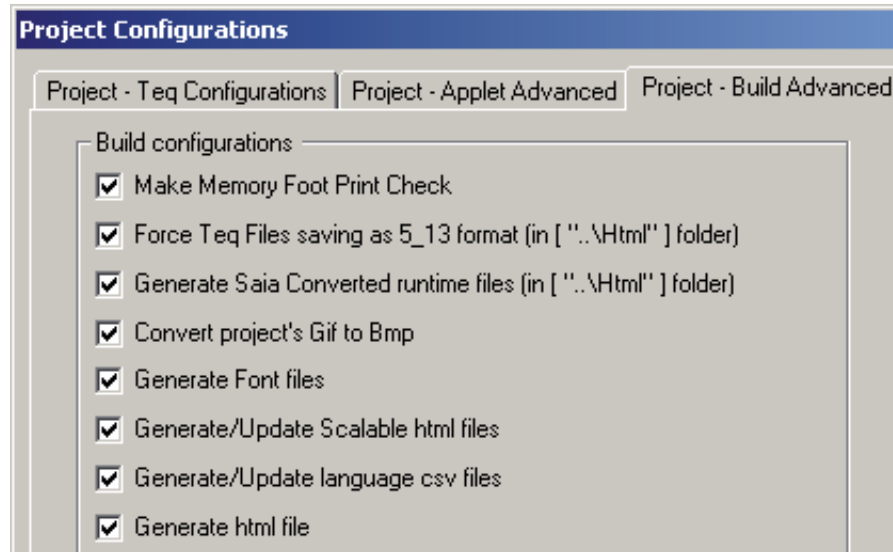 Project Configurations
Project - Teq Configurations Project - Applet Advanced Project - Build Advanced
Build configurations
Make Memory Foot Print Check
Force Teq Files saving as 5_13 format (in [ "..\Html" ] folder)
Generate Saia Converted runtime files (in [ "..\Html" ] folder)
Convert project's Gif to Bmp
Generate Font files
Generate/Update Scalable html files
Generate/Update language csv files
Generate html file